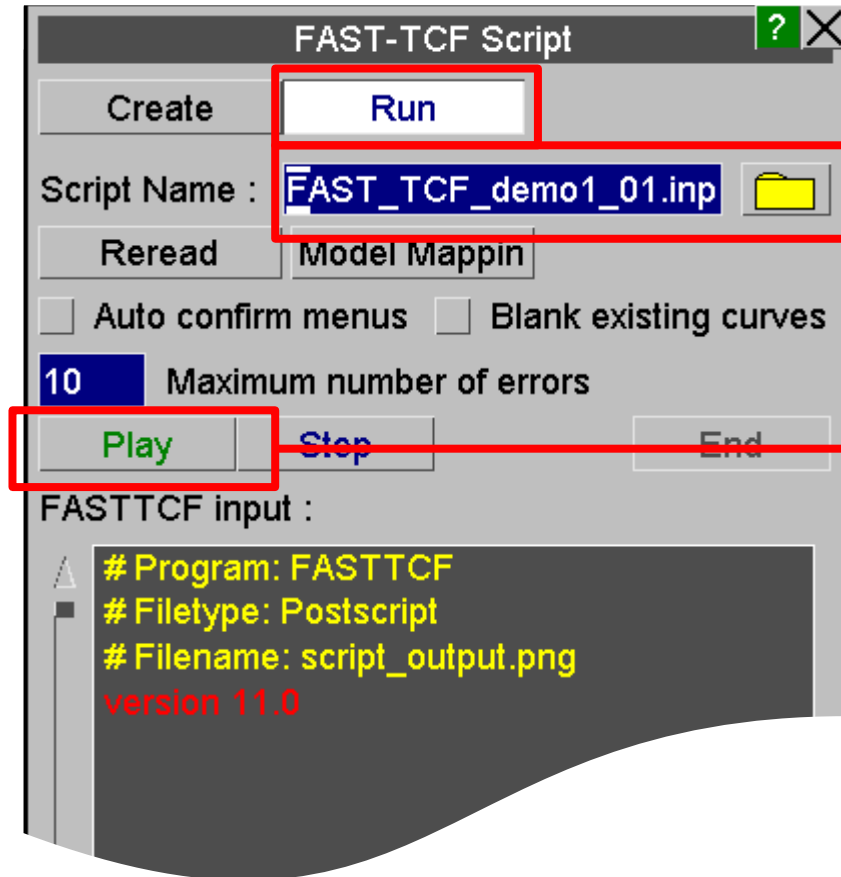 FAST-TCF Script ?
Create Run
Script Name : FAST_TCF_demo1_01.inp
Reread Model Mappin
Auto confirm menus Blank existing curves
10 Maximum number of errors
Play Stop End
FASTTCF input :
# Program: FASTTCF
# Filetype: Postscript
# Filename: script_output.png
version 11.0